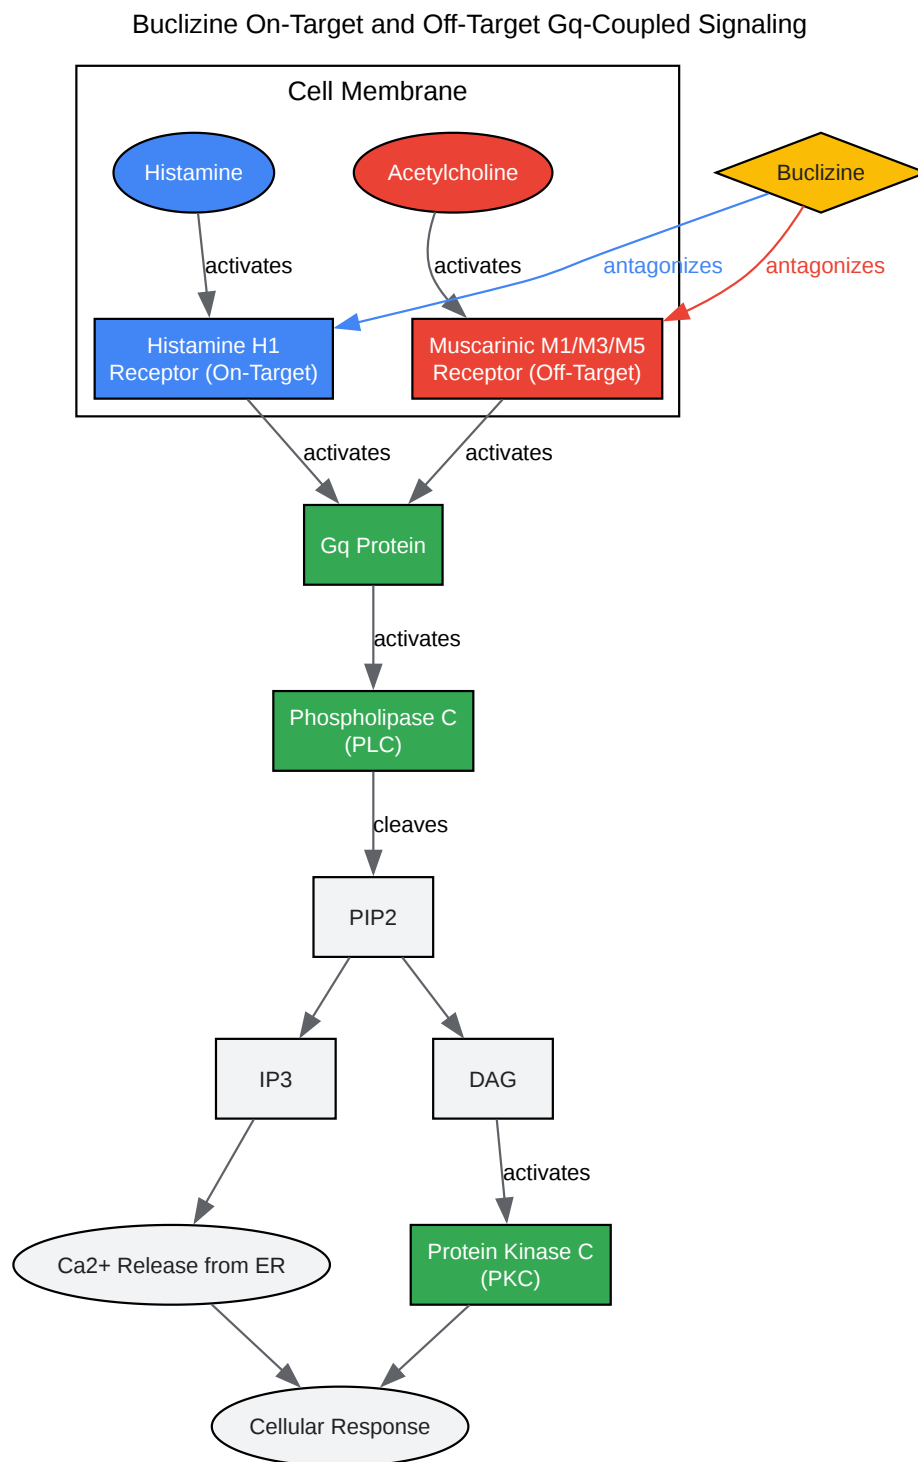 Buclizine On-Target and Off-Target Gq-Coupled Signaling
Cell Membrane
Histamine
Acetylcholine
Buclizine
activates
activates
antagonizes
antagonizes
Histamine H1
Receptor (On-Target)
Muscarinic M1/M3/M5
Receptor (Off-Target)
activates
activates
Gq Protein
activates
Phospholipase C
(PLC)
cleaves
PIP2
IP3
DAG
activates
Ca2+ Release from ER
Protein Kinase C
(PKC)
Cellular Response